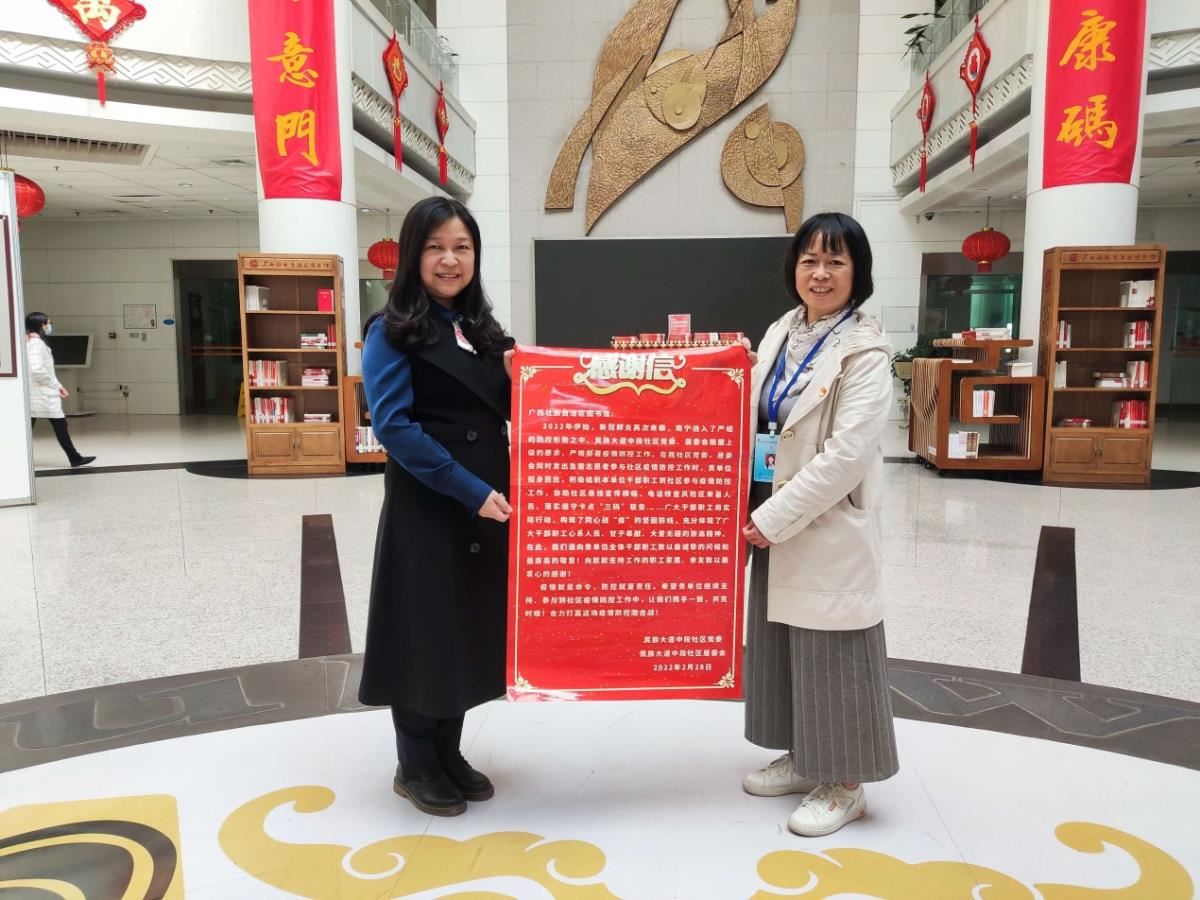 萬
意
门
康
码
感谢信
广西壮族自治区图书馆:
2022年伊始,新冠肺炎再次来袭,南宁进入了严峻
的防控形势之中。民族大道中段社区党委、居委会根据上
级的要求,严格部署疫情防控工作。在我社区党委、居委
会同时发出急需志愿者参与社区疫情防控工作时,贵单位
挺身而出,积极组织本单位干部职工到社区参与疫情防控
工作,协助社区悬挂宣传横幅、电话核查风险区来邕人
员、落实值守卡点“三码”联查……广大干部职工用实
际行动,构筑了同心战“疫”的坚固防线,充分体现了广
大干部职工心系人员、甘于奉献、大爱无疆的崇高精神。
在此,我们谨向贵单位全体干部职工致以最诚挚的问候和
最崇高的敬意!向默默支持工作的职工家属、亲友致以最
衷心的感谢!
疫情就是命令,防控就是责任。希望贵单位继续支
持、参与到社区疫情防控工作中,让我们携手一致,共克
时艰!合力打赢这场疫情防控阻击战!
民族大道中段社区党委
民族大道中段社区居委会
2022年2月28日